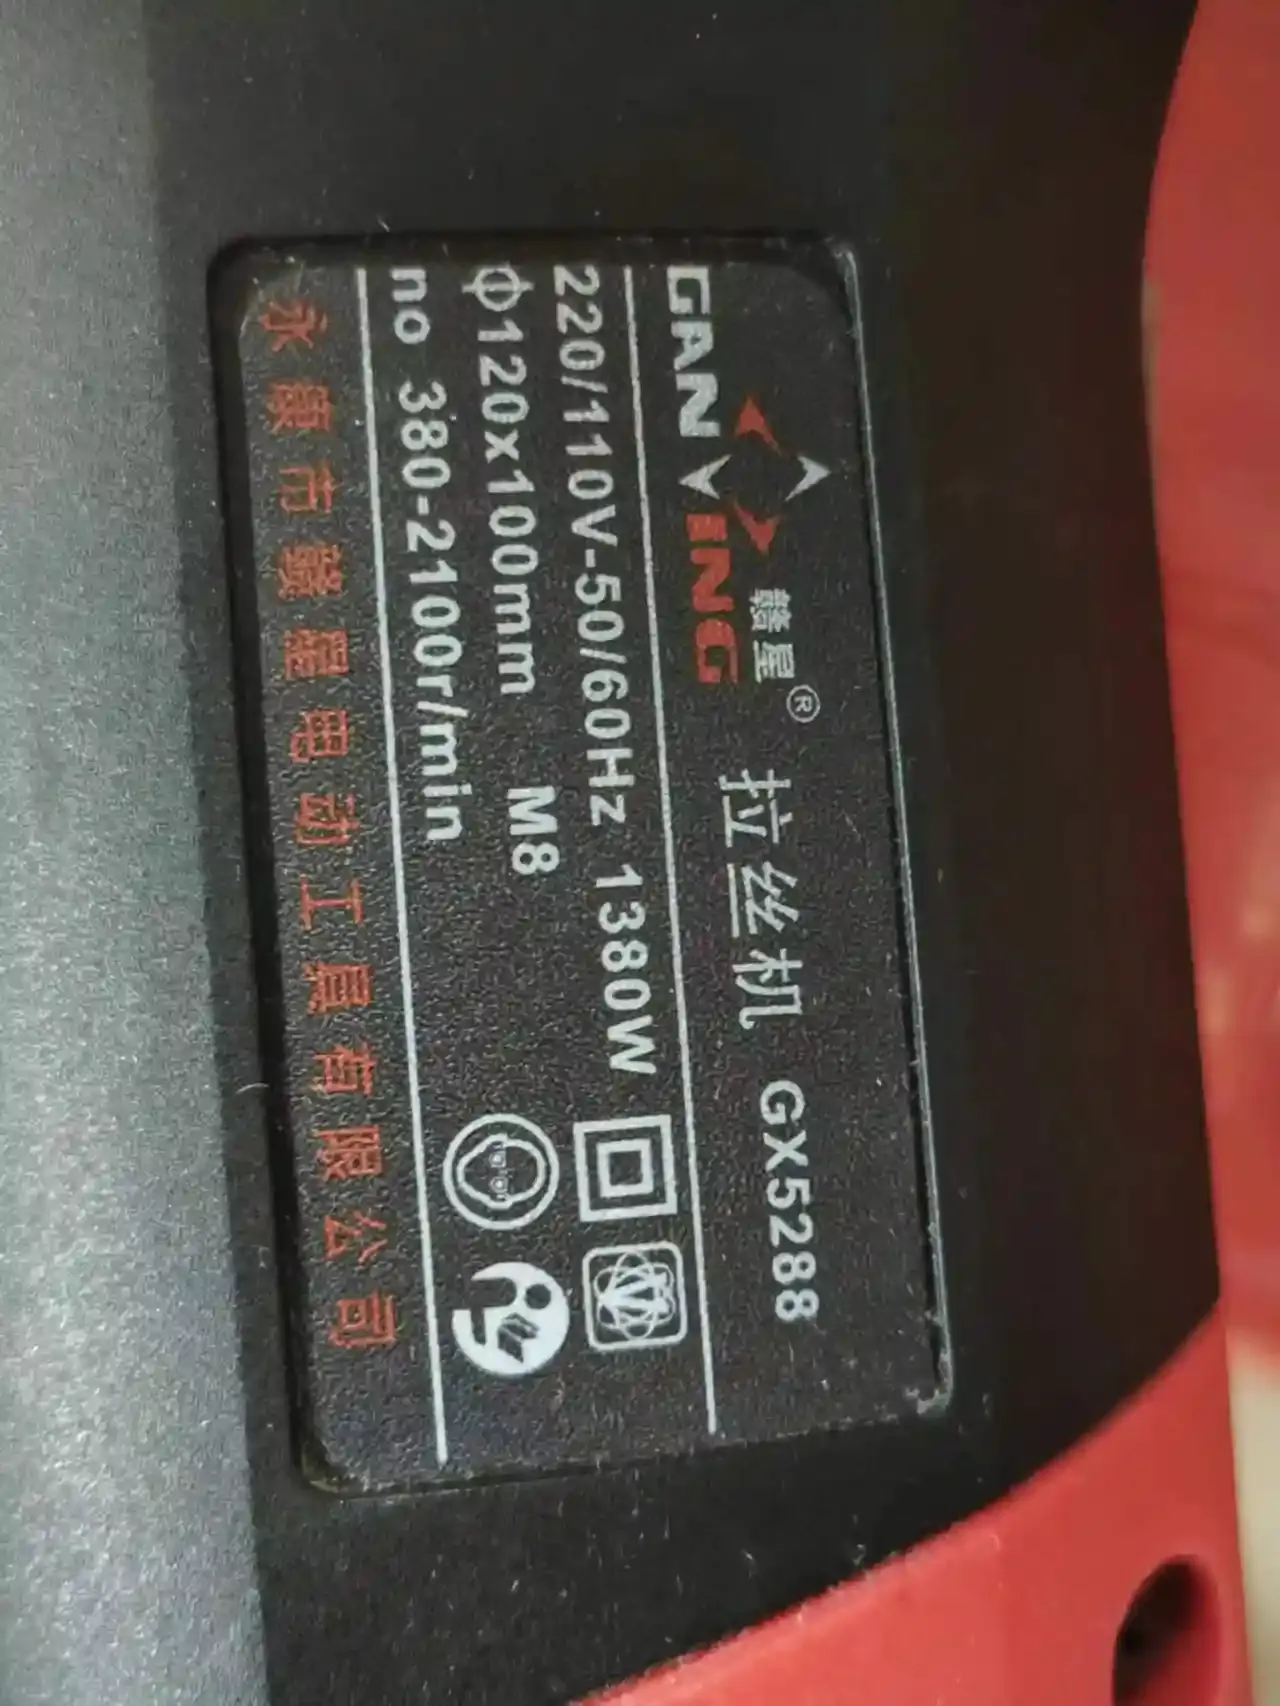 GAN XING 赣星® 拉丝机 GX5288
220/110V-50/60Hz 1380W
Φ120x100mm M8
no 380-2100r/min
永康市赣星电动工具有限公司